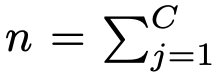 n = ∑_{j=1}^{C}